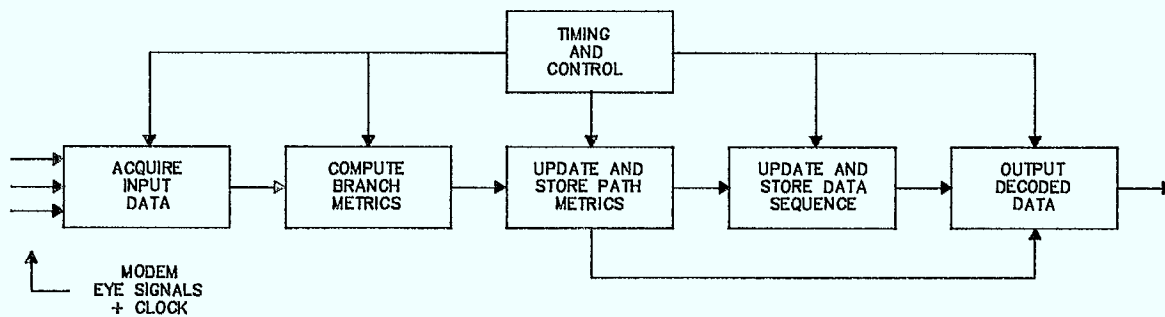 TIMING
AND
CONTROL
ACQUIRE
INPUT
DATA
COMPUTE
BRANCH
METRICS
UPDATE AND
STORE PATH
METRICS
UPDATE AND
STORE DATA
SEQUENCE
OUTPUT
DECODED
DATA
MODEM
EYE SIGNALS
+ CLOCK